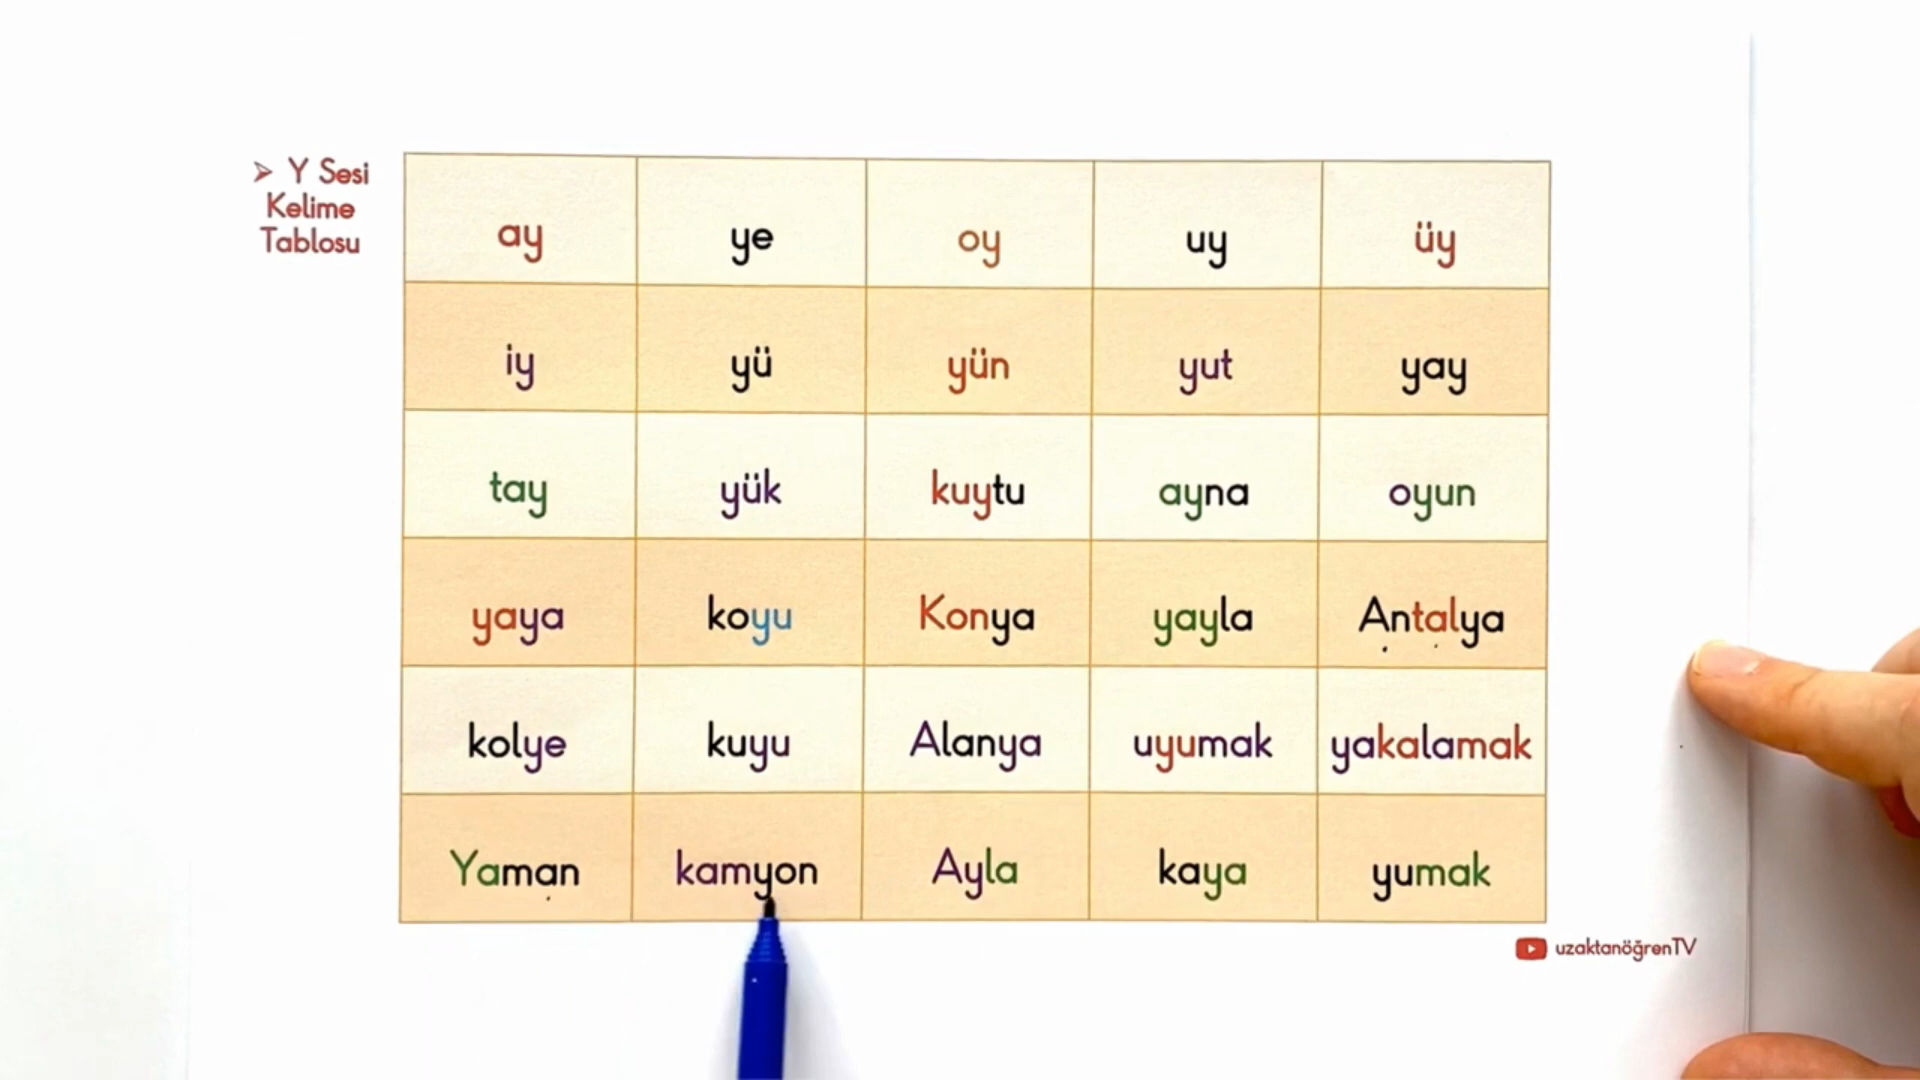 ➢ Y Sesi
Kelime
Tablosu
ay ye oy uy üy
iy yü yün yut yay
tay yük kuytu ayna oyun
yaya koyu Konya yayla Antalya
kolye kuyu Alanya uyumak yakalamak
Yaman kamyon Ayla kaya yumak
uzaktanöğrenTV